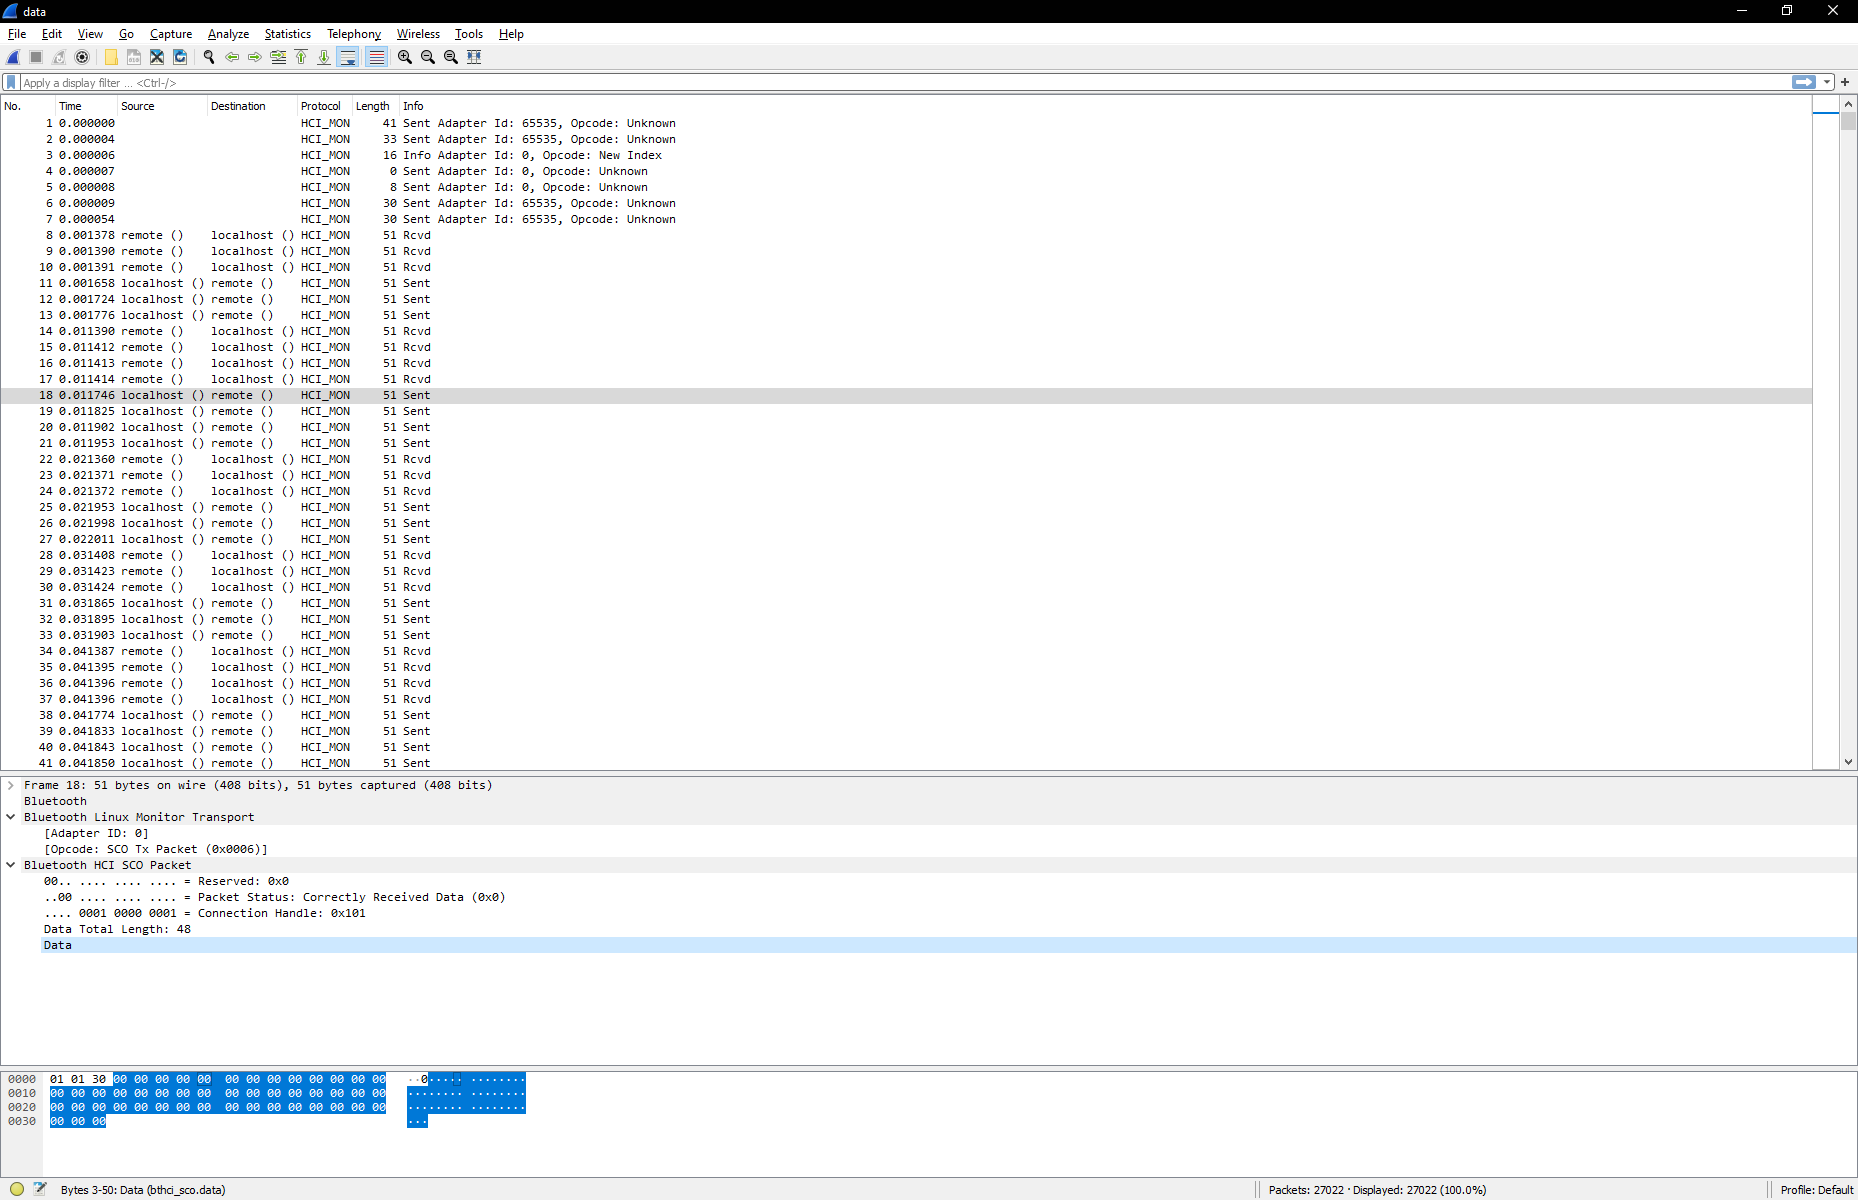 data
File Edit View Go Capture Analyze Statistics Telephony Wireless Tools Help
Apply a display filter ... <Ctrl-/>
No. Time Source Destination Protocol Length Info
1 0.000000 HCI_MON 41 Sent Adapter Id: 65535, Opcode: Unknown
2 0.000004 HCI_MON 33 Sent Adapter Id: 65535, Opcode: Unknown
3 0.000006 HCI_MON 16 Info Adapter Id: 0, Opcode: New Index
4 0.000007 HCI_MON 0 Sent Adapter Id: 0, Opcode: Unknown
5 0.000008 HCI_MON 8 Sent Adapter Id: 0, Opcode: Unknown
6 0.000009 HCI_MON 30 Sent Adapter Id: 65535, Opcode: Unknown
7 0.000054 HCI_MON 30 Sent Adapter Id: 65535, Opcode: Unknown
8 0.001378 remote () localhost () HCI_MON 51 Rcvd
9 0.001390 remote () localhost () HCI_MON 51 Rcvd
10 0.001391 remote () localhost () HCI_MON 51 Rcvd
11 0.001658 localhost () remote () HCI_MON 51 Sent
12 0.001724 localhost () remote () HCI_MON 51 Sent
13 0.001776 localhost () remote () HCI_MON 51 Sent
14 0.011390 remote () localhost () HCI_MON 51 Rcvd
15 0.011412 remote () localhost () HCI_MON 51 Rcvd
16 0.011413 remote () localhost () HCI_MON 51 Rcvd
17 0.011414 remote () localhost () HCI_MON 51 Rcvd
18 0.011746 localhost () remote () HCI_MON 51 Sent
19 0.011825 localhost () remote () HCI_MON 51 Sent
20 0.011902 localhost () remote () HCI_MON 51 Sent
21 0.011953 localhost () remote () HCI_MON 51 Sent
22 0.021360 remote () localhost () HCI_MON 51 Rcvd
23 0.021371 remote () localhost () HCI_MON 51 Rcvd
24 0.021372 remote () localhost () HCI_MON 51 Rcvd
25 0.021953 localhost () remote () HCI_MON 51 Sent
26 0.021998 localhost () remote () HCI_MON 51 Sent
27 0.022011 localhost () remote () HCI_MON 51 Sent
28 0.031408 remote () localhost () HCI_MON 51 Rcvd
29 0.031423 remote () localhost () HCI_MON 51 Rcvd
30 0.031424 remote () localhost () HCI_MON 51 Rcvd
31 0.031865 localhost () remote () HCI_MON 51 Sent
32 0.031895 localhost () remote () HCI_MON 51 Sent
33 0.031903 localhost () remote () HCI_MON 51 Sent
34 0.041387 remote () localhost () HCI_MON 51 Rcvd
35 0.041395 remote () localhost () HCI_MON 51 Rcvd
36 0.041396 remote () localhost () HCI_MON 51 Rcvd
37 0.041396 remote () localhost () HCI_MON 51 Rcvd
38 0.041774 localhost () remote () HCI_MON 51 Sent
39 0.041833 localhost () remote () HCI_MON 51 Sent
40 0.041843 localhost () remote () HCI_MON 51 Sent
41 0.041850 localhost () remote () HCI_MON 51 Sent
Frame 18: 51 bytes on wire (408 bits), 51 bytes captured (408 bits)
Bluetooth
Bluetooth Linux Monitor Transport
[Adapter ID: 0]
[Opcode: SCO Tx Packet (0x0006)]
Bluetooth HCI SCO Packet
00.. .... .... .... = Reserved: 0x0
..00 .... .... .... = Packet Status: Correctly Received Data (0x0)
.... 0001 0000 0001 = Connection Handle: 0x101
Data Total Length: 48
Data
0000 01 01 30 00 00 00 00 00 00 00 00 00 00 00 00 00 ··0····· ········
0010 00 00 00 00 00 00 00 00 00 00 00 00 00 00 00 00 ········ ········
0020 00 00 00 00 00 00 00 00 00 00 00 00 00 00 00 00 ········ ········
0030 00 00 00 ···
Bytes 3-50: Data (bthci_sco.data) Packets: 27022 · Displayed: 27022 (100.0%) Profile: Default